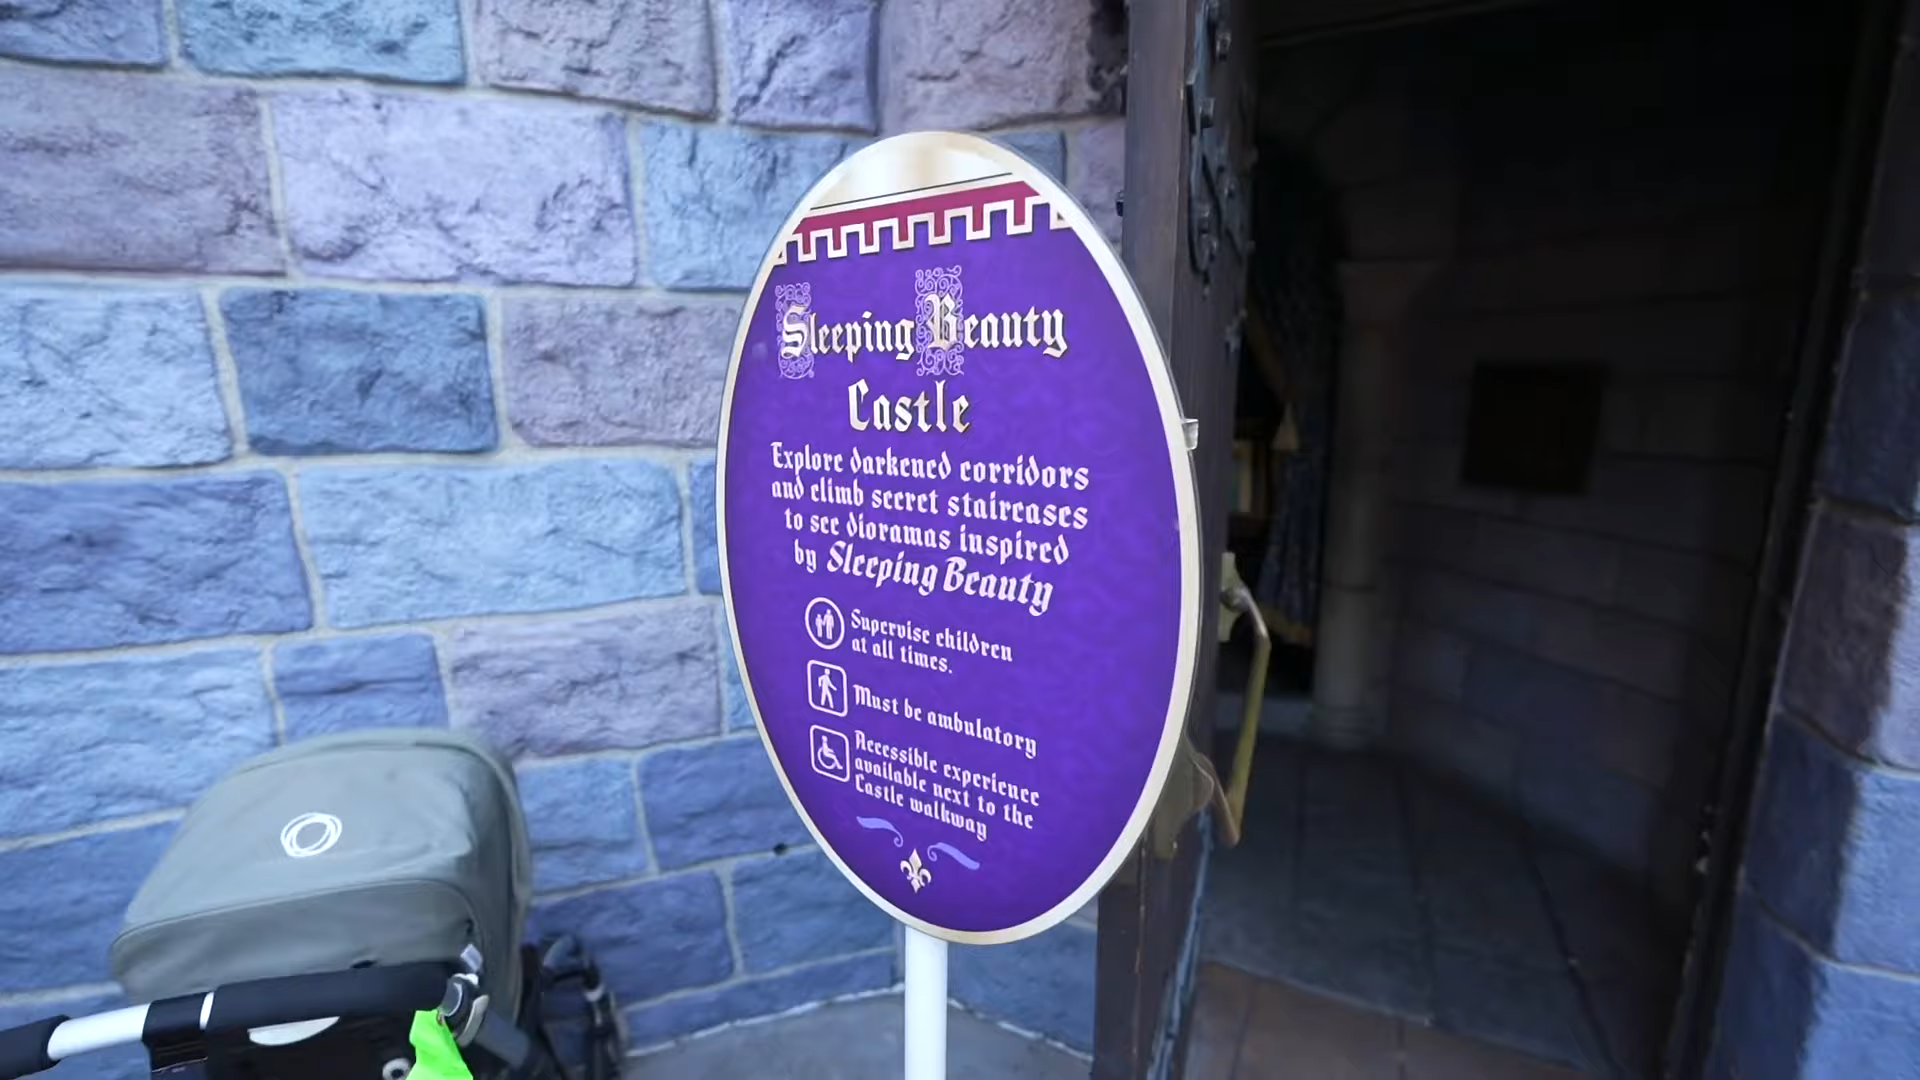 Sleeping Beauty
Castle
Explore darkened corridors
and climb secret staircases
to see dioramas inspired
by Sleeping Beauty
Supervise children
at all times.
Must be ambulatory
Accessible experience
available next to the
Castle walkway